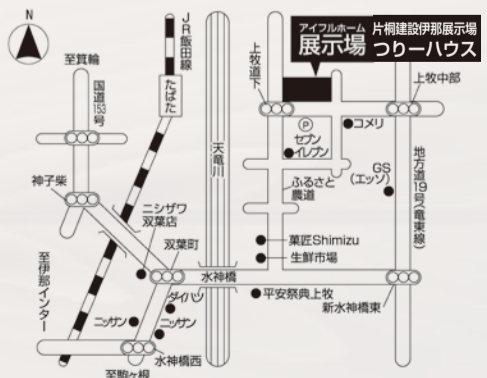 N
アイフルホーム
展示場
片桐建設伊那展示場
つりーハウス
JR飯田線
至箕輪
国道153号
たばた
天竜川
上牧道下
上牧中部
P
セブン
イレブン
コメリ
GS
(エッソ)
地方道19号(竜東線)
神子柴
ふるさと
農道
ニシザワ
双葉店
双葉町
菓匠Shimizu
生鮮市場
至伊那インター
水神橋
平安祭典上牧
新水神橋東
ダイハツ
ニッサン
ニッサン
水神橋西
至駒ヶ根